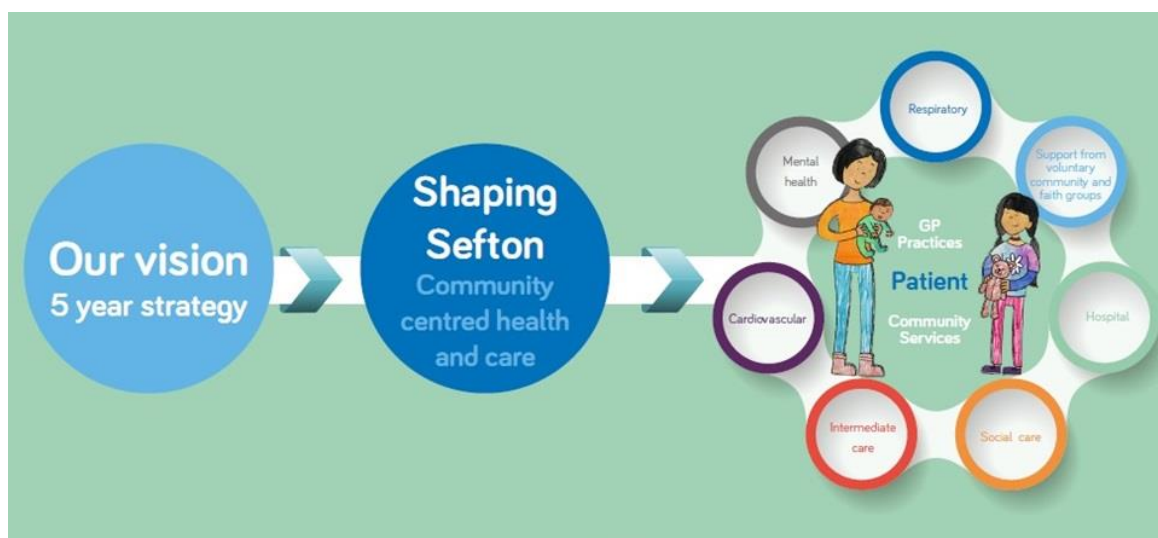 Our vision
5 year strategy
Shaping
Sefton
Community
centred health
and care
Respiratory
Support from
voluntary
community and
faith groups
Hospital
Social care
Intermediate
care
Cardiovascular
Mental
health
GP
Practices
Patient
Community
Services